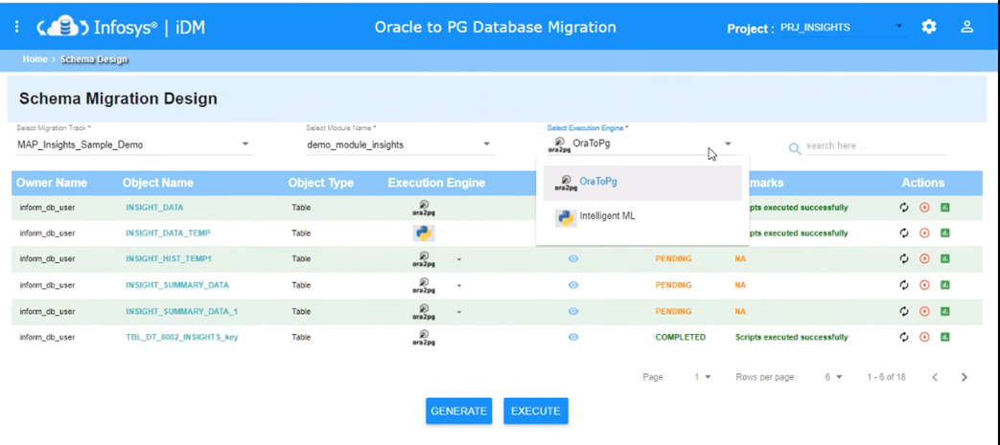 Infosys® | iDM
Oracle to PG Database Migration
Project : PRJ_INSIGHTS
Home > Schema Design
Schema Migration Design
Select Migration Track *
MAP_Insights_Sample_Demo
Select Module Name *
demo_module_insights
Select Execution Engine *
ora2pg OraToPg
search here ...
ora2pg OraToPg
Intelligent ML
Owner Name Object Name Object Type Execution Engine marks Actions
inform_db_user INSIGHT_DATA Table ora2pg pts executed successfully
inform_db_user INSIGHT_DATA_TEMP Table pts executed successfully
inform_db_user INSIGHT_HIST_TEMP1 Table ora2pg PENDING NA
inform_db_user INSIGHT_SUMMARY_DATA Table ora2pg PENDING NA
inform_db_user INSIGHT_SUMMARY_DATA_1 Table ora2pg PENDING NA
inform_db_user TBL_DT_6002_INSIGHTS_key Table ora2pg COMPLETED Scripts executed successfully
Page: 1 Rows per page: 6 1 - 6 of 18
GENERATE EXECUTE